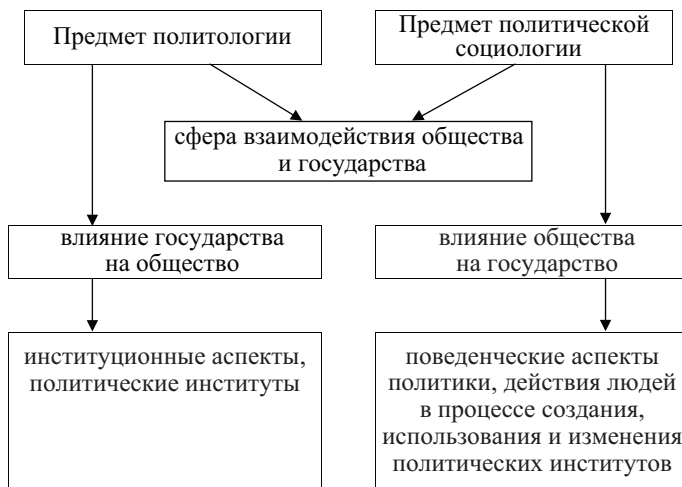 Предмет политологии
Предмет политической
социологии
сфера взаимодействия общества
и государства
влияние государства
на общество
влияние общества
на государство
институционные аспекты,
политические институты
поведенческие аспекты
политики, действия людей
в процессе создания,
использования и изменения
политических институтов